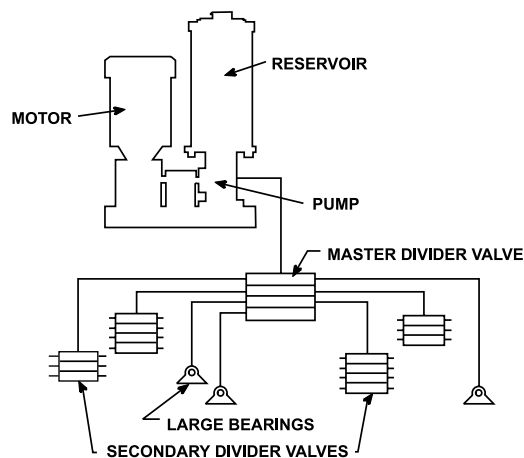 RESERVOIR
MOTOR
PUMP
MASTER DIVIDER VALVE
LARGE BEARINGS
SECONDARY DIVIDER VALVES